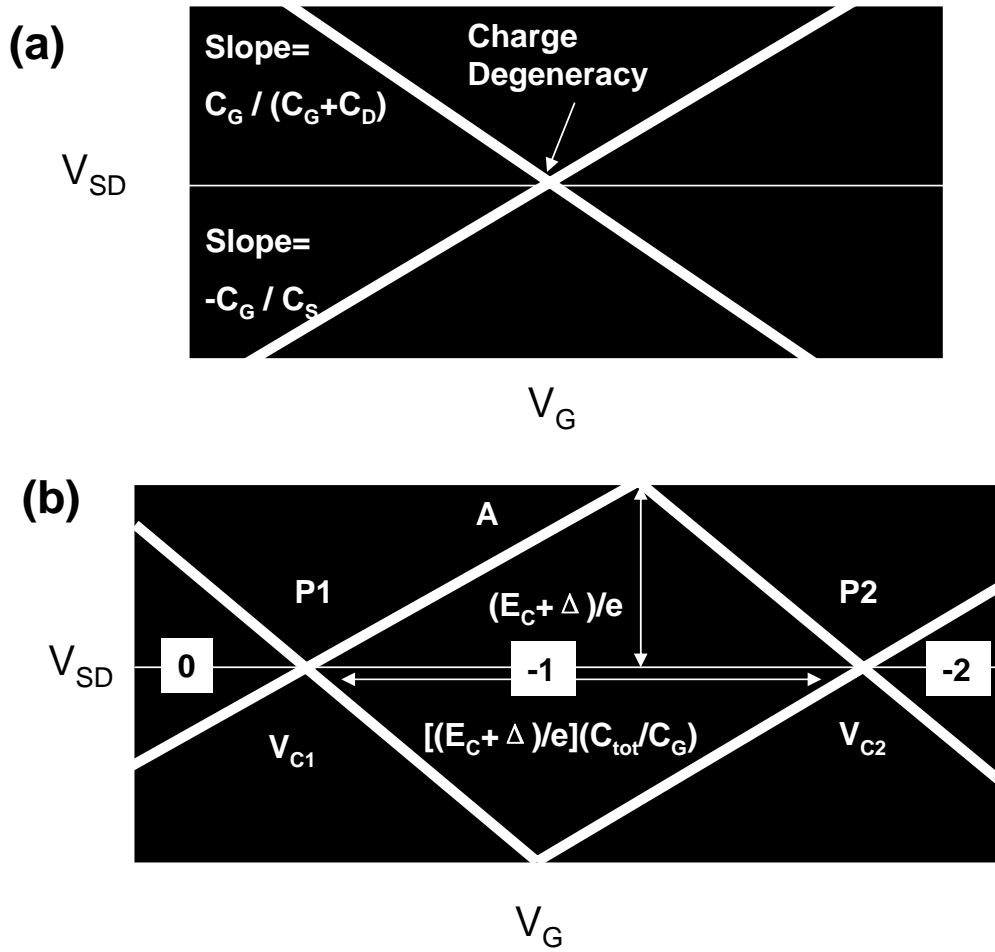 (a)
Slope=
C_G / (C_G+C_D)
Charge
Degeneracy
V_SD
Slope=
-C_G / C_S
V_G
(b)
A
P1
(E_C+ Δ)/e
P2
V_SD
0
-1
-2
V_C1
[(E_C+ Δ)/e](C_tot/C_G)
V_C2
V_G